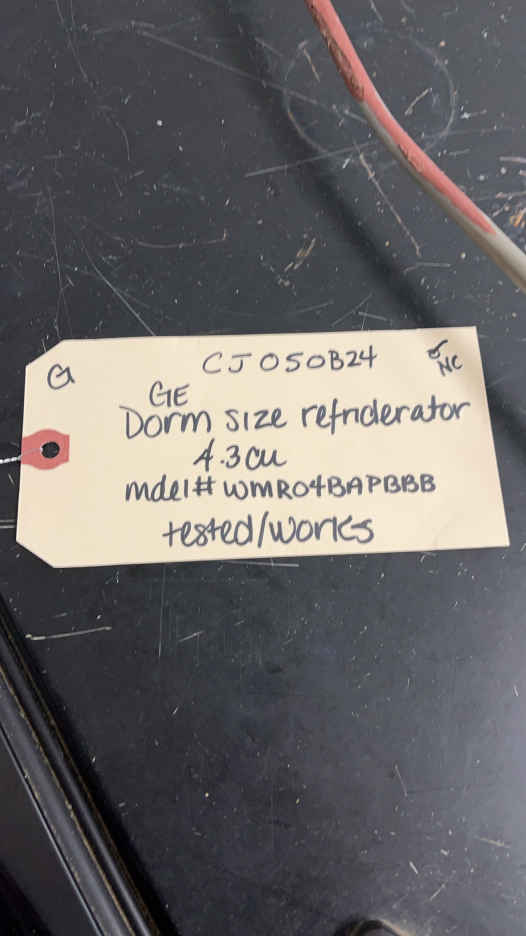 G CJ050B24 NC
GE
Dorm size refriderator
4.3cu
mdel# WMR04BAPBBB
tested/works